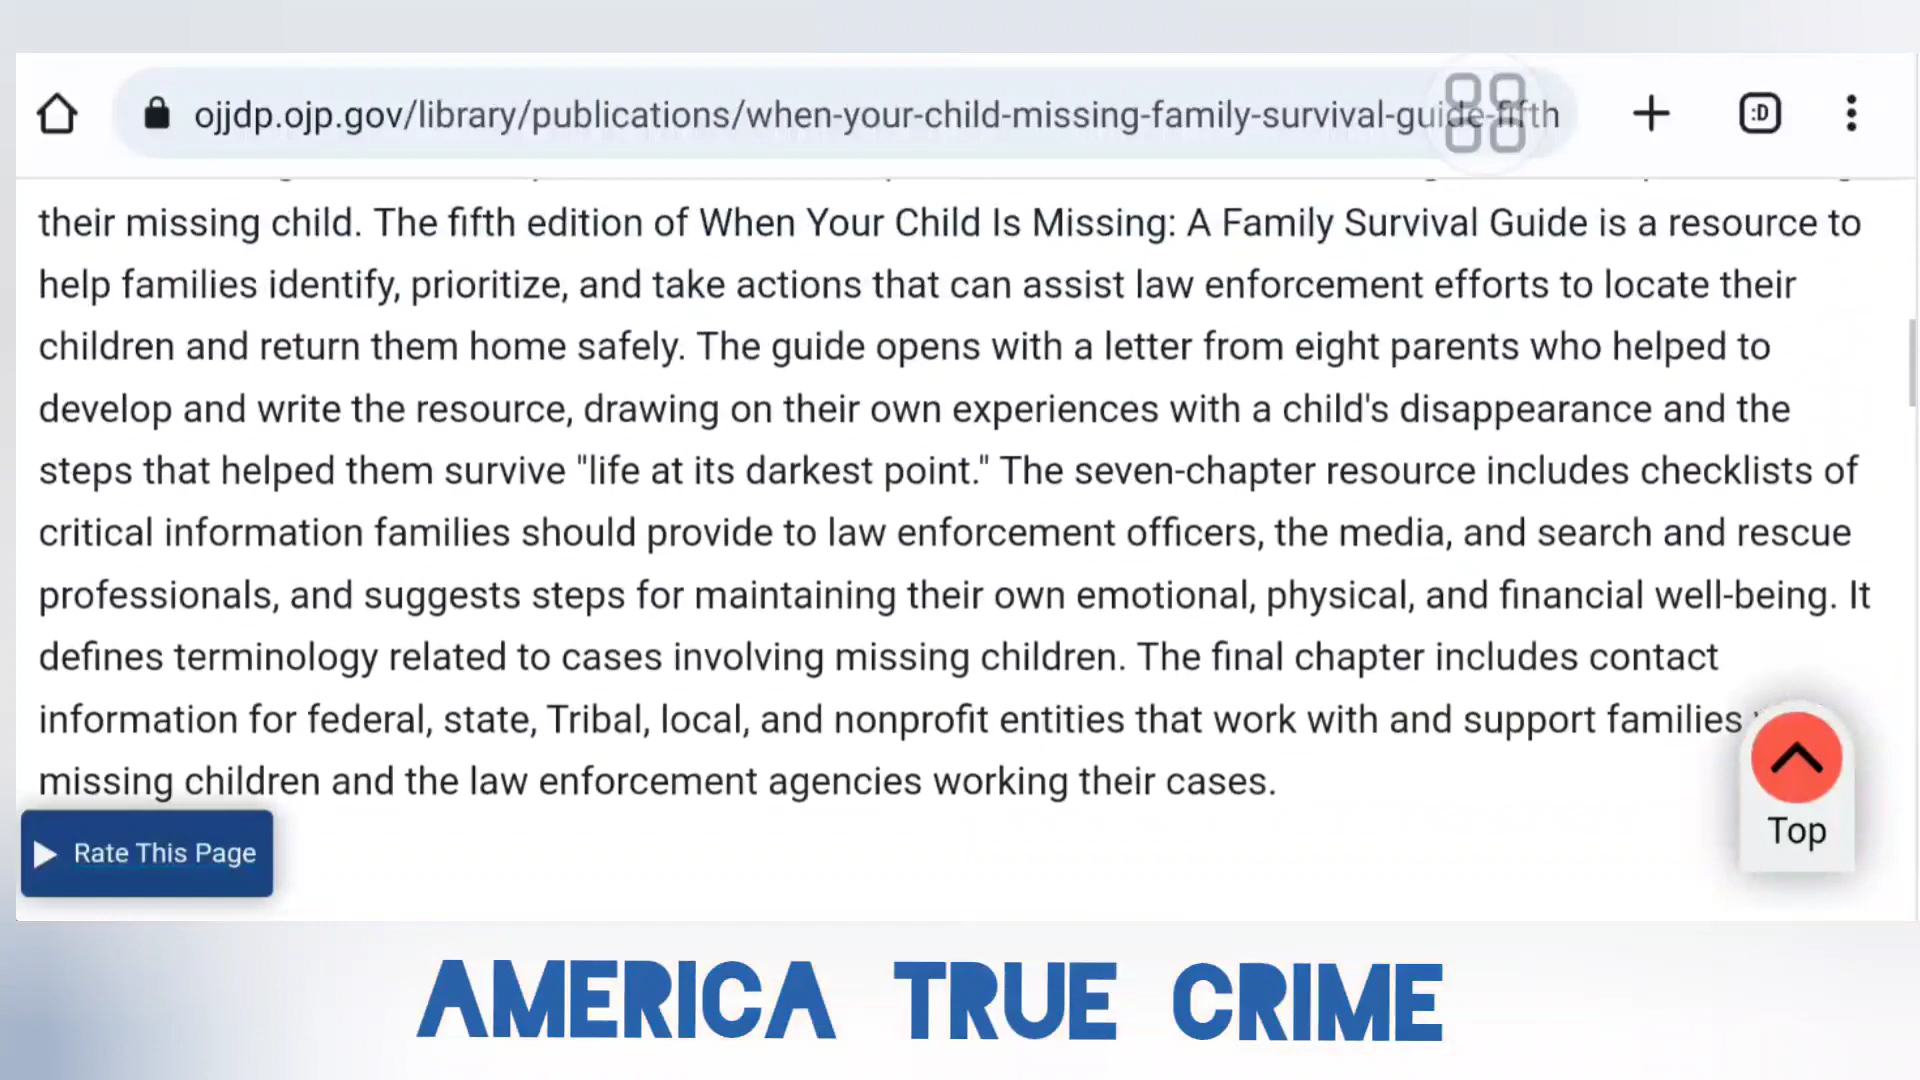 ojjdp.ojp.gov/library/publications/when-your-child-missing-family-survival-guide-fifth
:D
their missing child. The fifth edition of When Your Child Is Missing: A Family Survival Guide is a resource to
help families identify, prioritize, and take actions that can assist law enforcement efforts to locate their
children and return them home safely. The guide opens with a letter from eight parents who helped to
develop and write the resource, drawing on their own experiences with a child's disappearance and the
steps that helped them survive "life at its darkest point." The seven-chapter resource includes checklists of
critical information families should provide to law enforcement officers, the media, and search and rescue
professionals, and suggests steps for maintaining their own emotional, physical, and financial well-being. It
defines terminology related to cases involving missing children. The final chapter includes contact
information for federal, state, Tribal, local, and nonprofit entities that work with and support families
missing children and the law enforcement agencies working their cases.
Top
Rate This Page
AMERICA TRUE CRIME